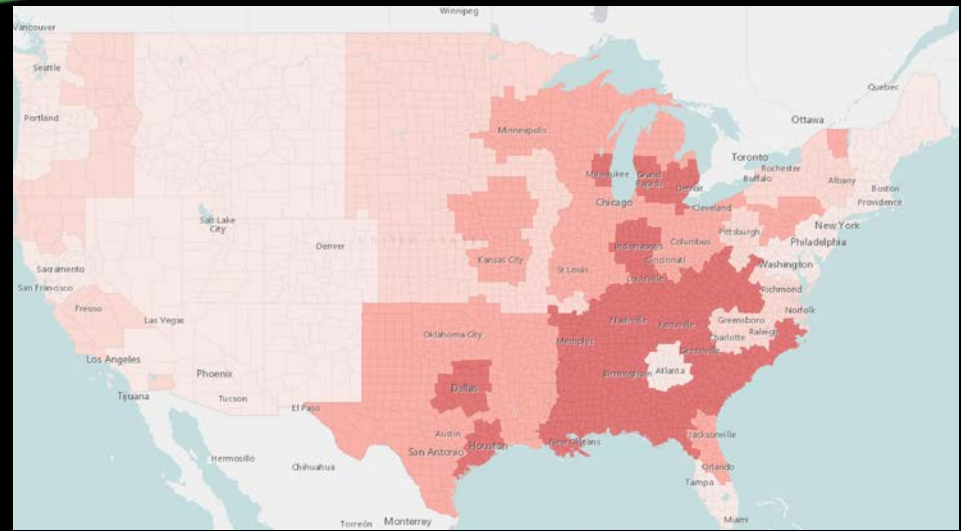 Winnipeg
Vancouver
Seattle
Quebec
Portland
Ottawa
Minneapolis
Toronto
Rochester
Milwaukee
Grand Rapids
Buffalo
Albany
Detroit
Boston
Chicago
Providence
Cleveland
Salt Lake City
New York
Pittsburgh
Denver
UNITED STATES
Indianapolis
Columbus
Philadelphia
Sacramento
Kansas City
Cincinnati
Washington
St Louis
San Francisco
Louisville
Richmond
Fresno
Norfolk
Las Vegas
Nashville
Knoxville
Greensboro
Oklahoma City
Raleigh
Memphis
Charlotte
Los Angeles
Greenville
Phoenix
Birmingham
Atlanta
Tijuana
Tucson
Dallas
El Paso
Austin
Houston
New Orleans
Jacksonville
San Antonio
Hermosillo
Chihuahua
Orlando
Tampa
Torreón
Monterrey
Miami